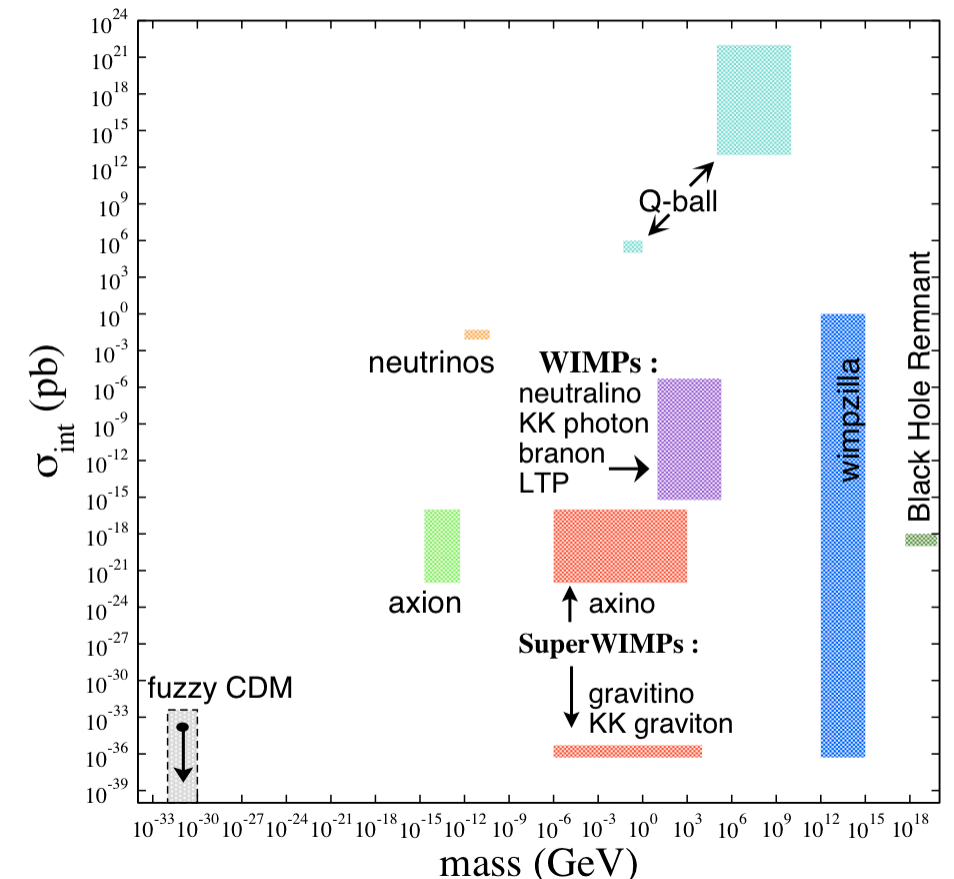 10^24
10^21
10^18
10^15
10^12
10^9
10^6
10^3
10^0
10^-3
10^-6
10^-9
10^-12
10^-15
10^-18
10^-21
10^-24
10^-27
10^-30
10^-33
10^-36
10^-39
σ_int (pb)
Q-ball
neutrinos
WIMPs :
neutralino
KK photon
branon
LTP
wimpzilla
Black Hole Remnant
axion
axino
SuperWIMPs :
gravitino
KK graviton
fuzzy CDM
10^-33 10^-30 10^-27 10^-24 10^-21 10^-18 10^-15 10^-12 10^-9 10^-6 10^-3 10^0 10^3 10^6 10^9 10^12 10^15 10^18
mass (GeV)